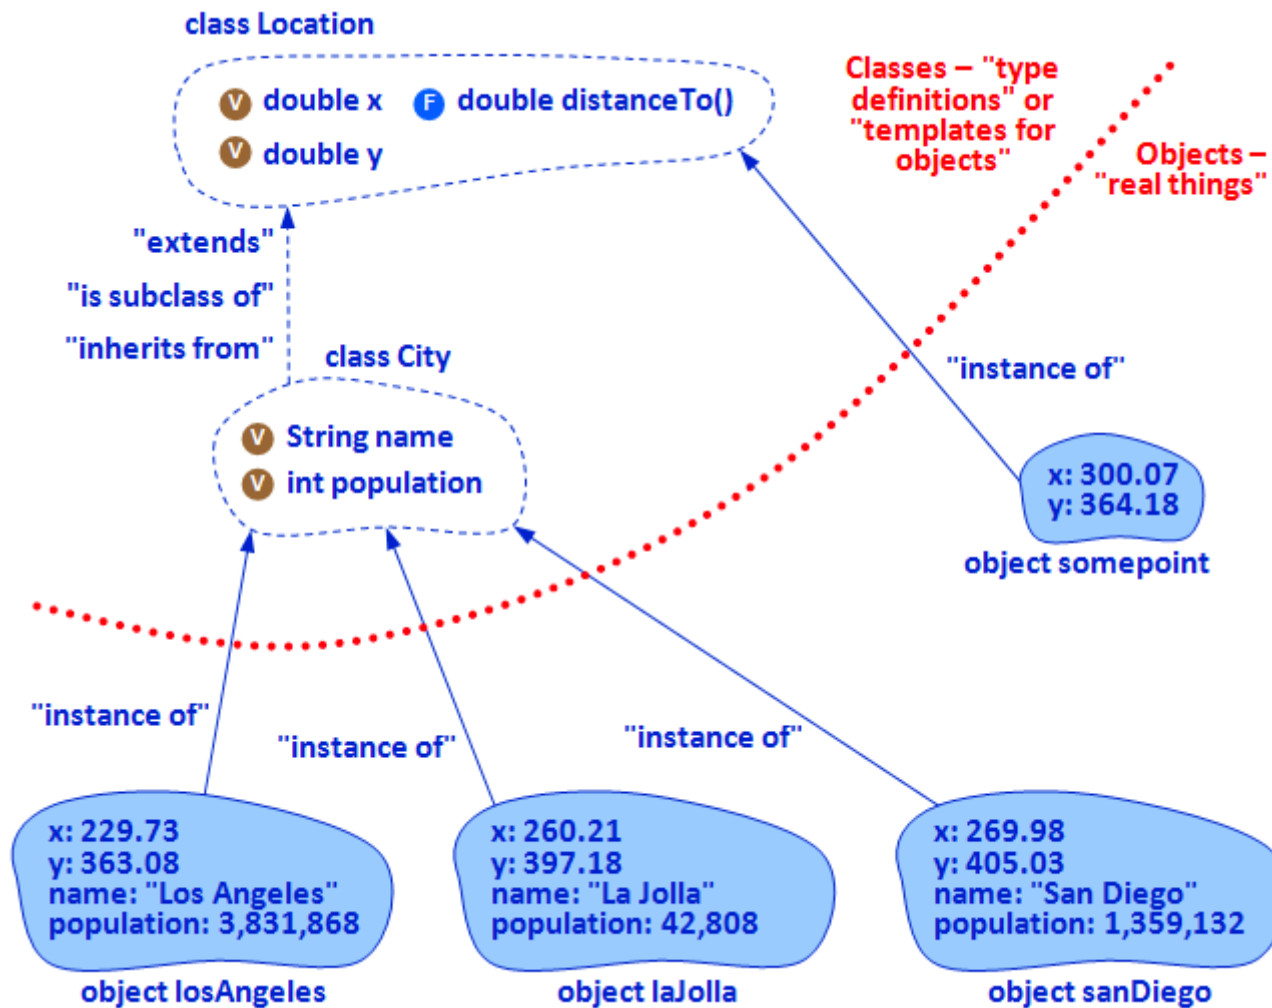 class Location
V double x F double distanceTo()
V double y
Classes – "type
definitions" or
"templates for
objects"
Objects –
"real things"
"extends"
"is subclass of"
"inherits from"
class City
V String name
V int population
"instance of"
x: 300.07
y: 364.18
object somepoint
"instance of"
"instance of"
"instance of"
x: 229.73
y: 363.08
name: "Los Angeles"
population: 3,831,868
object losAngeles
x: 260.21
y: 397.18
name: "La Jolla"
population: 42,808
object laJolla
x: 269.98
y: 405.03
name: "San Diego"
population: 1,359,132
object sanDiego